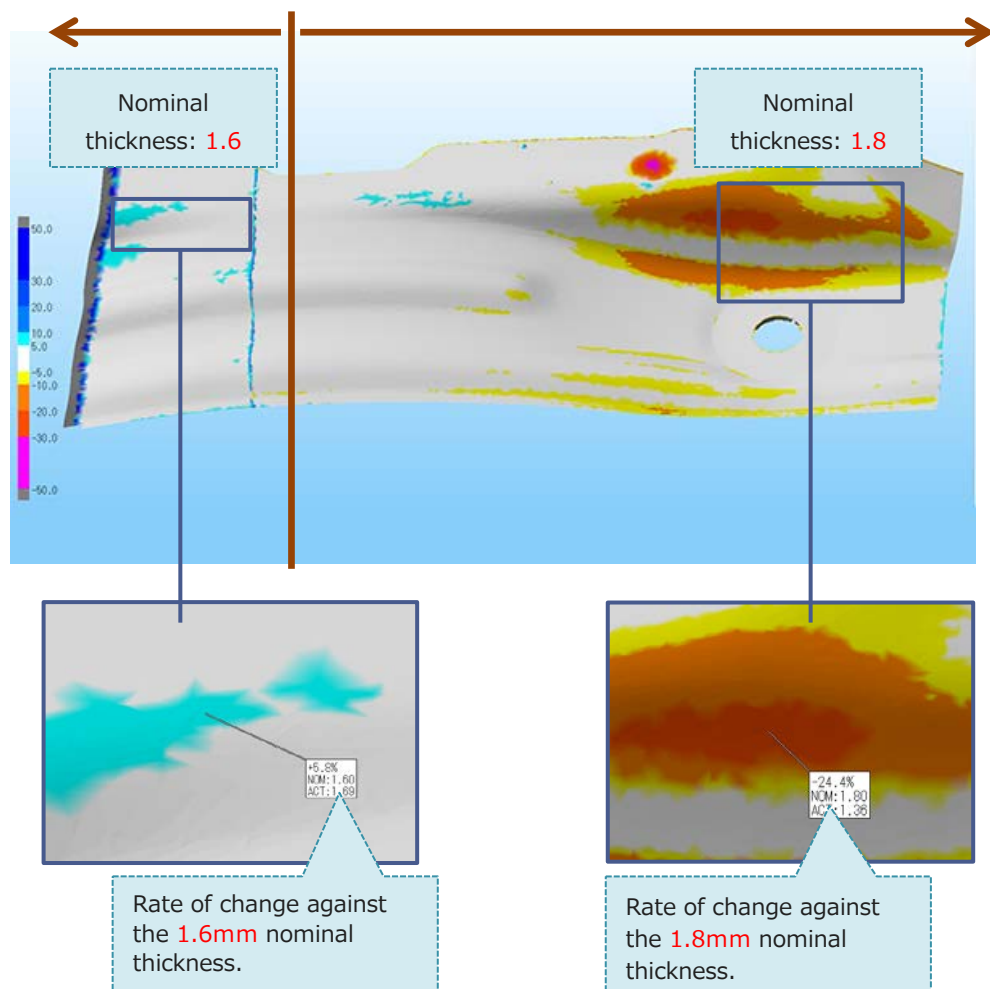 Nominal
thickness: 1.6
Nominal
thickness: 1.8
50.0
30.0
20.0
10.0
5.0
-5.0
-10.0
-20.0
-30.0
-50.0
+5.8%
NOM:1.60
ACT:1.69
-24.4%
NOM:1.80
ACT:1.36
Rate of change against
the 1.6mm nominal
thickness.
Rate of change against
the 1.8mm nominal
thickness.